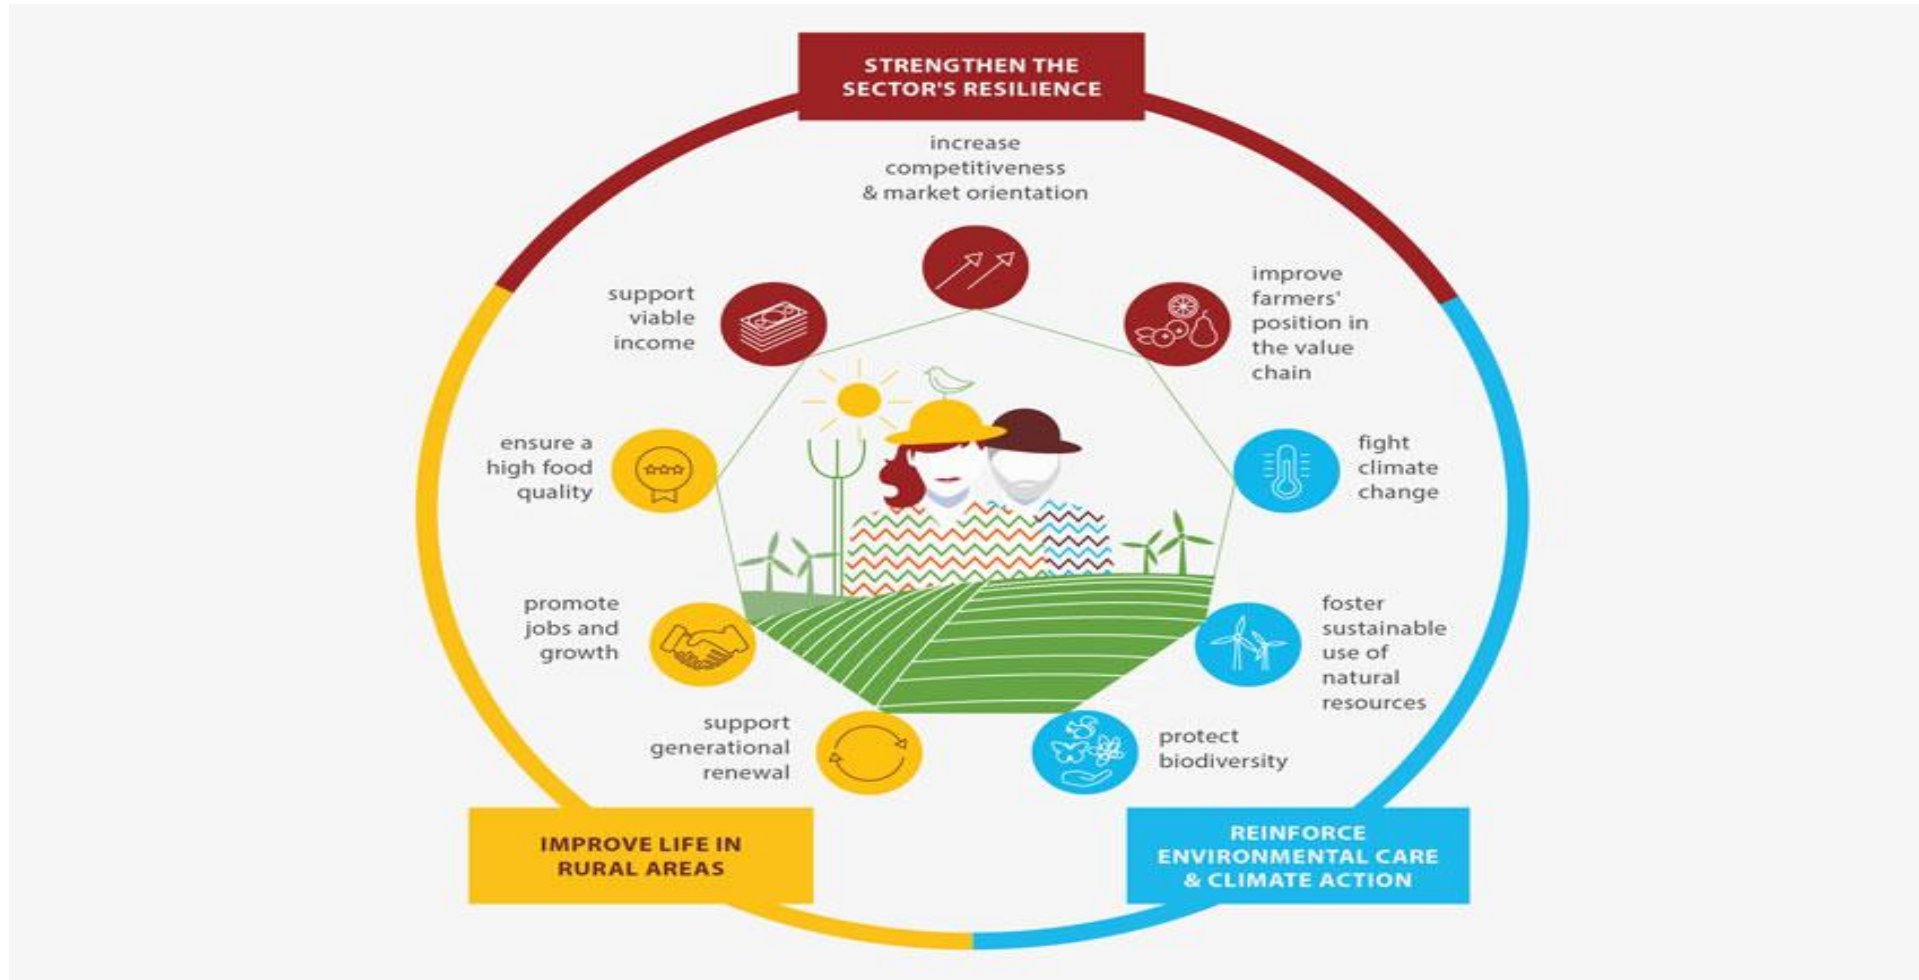 STRENGTHEN THE
SECTOR'S RESILIENCE
increase
competitiveness
& market orientation
support
viable
income
improve
farmers'
position in
the value
chain
ensure a
high food
quality
fight
climate
change
promote
jobs and
growth
foster
sustainable
use of
natural
resources
support
generational
renewal
protect
biodiversity
IMPROVE LIFE IN
RURAL AREAS
REINFORCE
ENVIRONMENTAL CARE
& CLIMATE ACTION